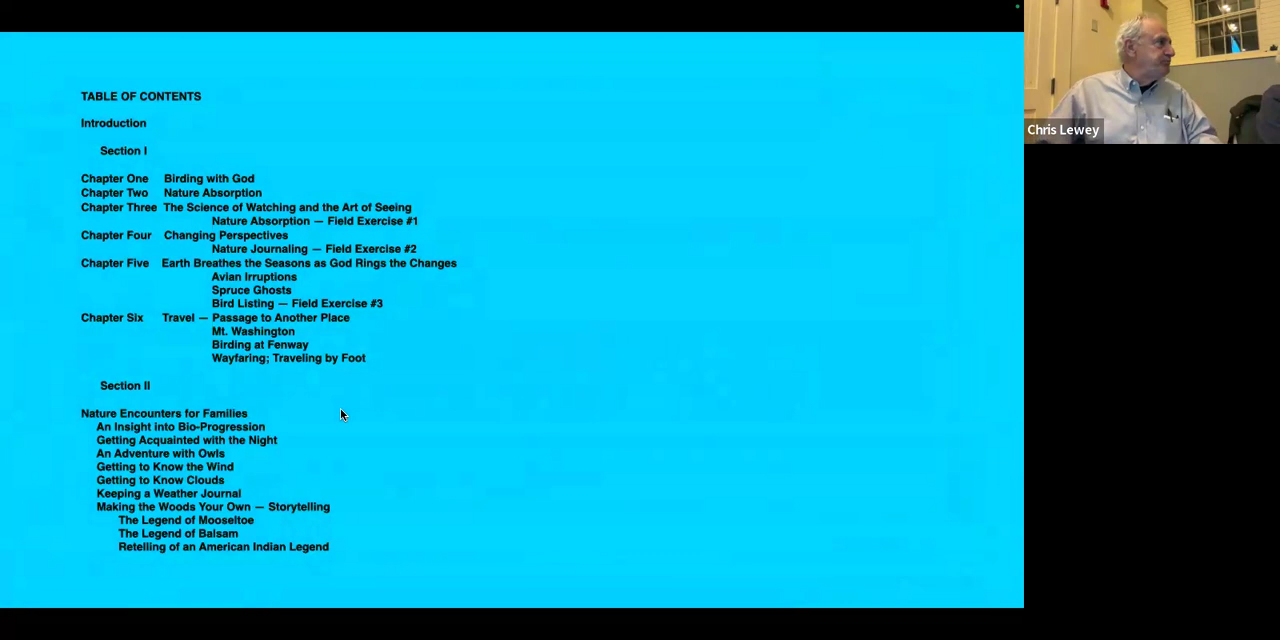 TABLE OF CONTENTS
Introduction
Section I
Chapter One Birding with God
Chapter Two Nature Absorption
Chapter Three The Science of Watching and the Art of Seeing
Nature Absorption — Field Exercise #1
Chapter Four Changing Perspectives
Nature Journaling — Field Exercise #2
Chapter Five Earth Breathes the Seasons as God Rings the Changes
Avian Irruptions
Spruce Ghosts
Bird Listing — Field Exercise #3
Chapter Six Travel — Passage to Another Place
Mt. Washington
Birding at Fenway
Wayfaring; Traveling by Foot
Section II
Nature Encounters for Families
An Insight into Bio-Progression
Getting Acquainted with the Night
An Adventure with Owls
Getting to Know the Wind
Getting to Know Clouds
Keeping a Weather Journal
Making the Woods Your Own — Storytelling
The Legend of Mooseltoe
The Legend of Balsam
Retelling of an American Indian Legend
Chris Lewey